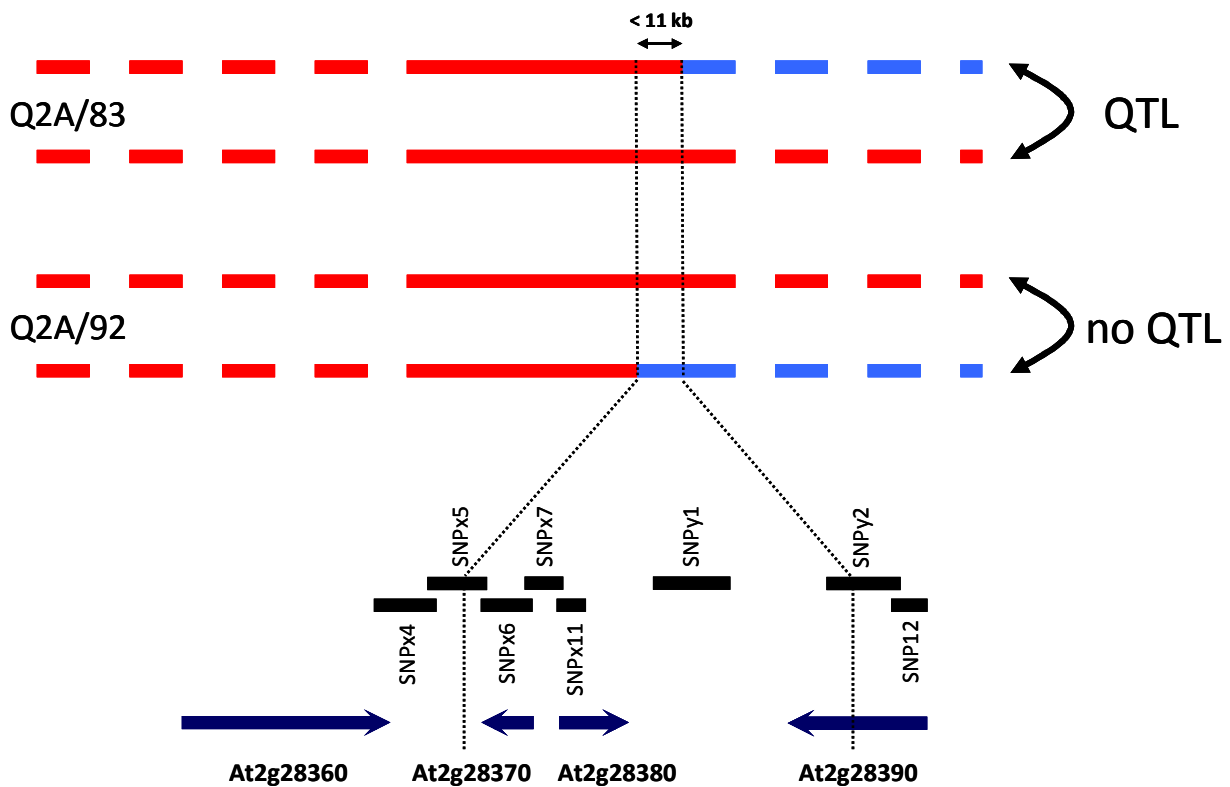 < 11 kb
Q2A/83
QTL
Q2A/92
no QTL
SNPx5
SNPx7
SNPy1
SNPy2
SNPx4
SNPx6
SNPx11
SNP12
At2g28360
At2g28370
At2g28380
At2g28390